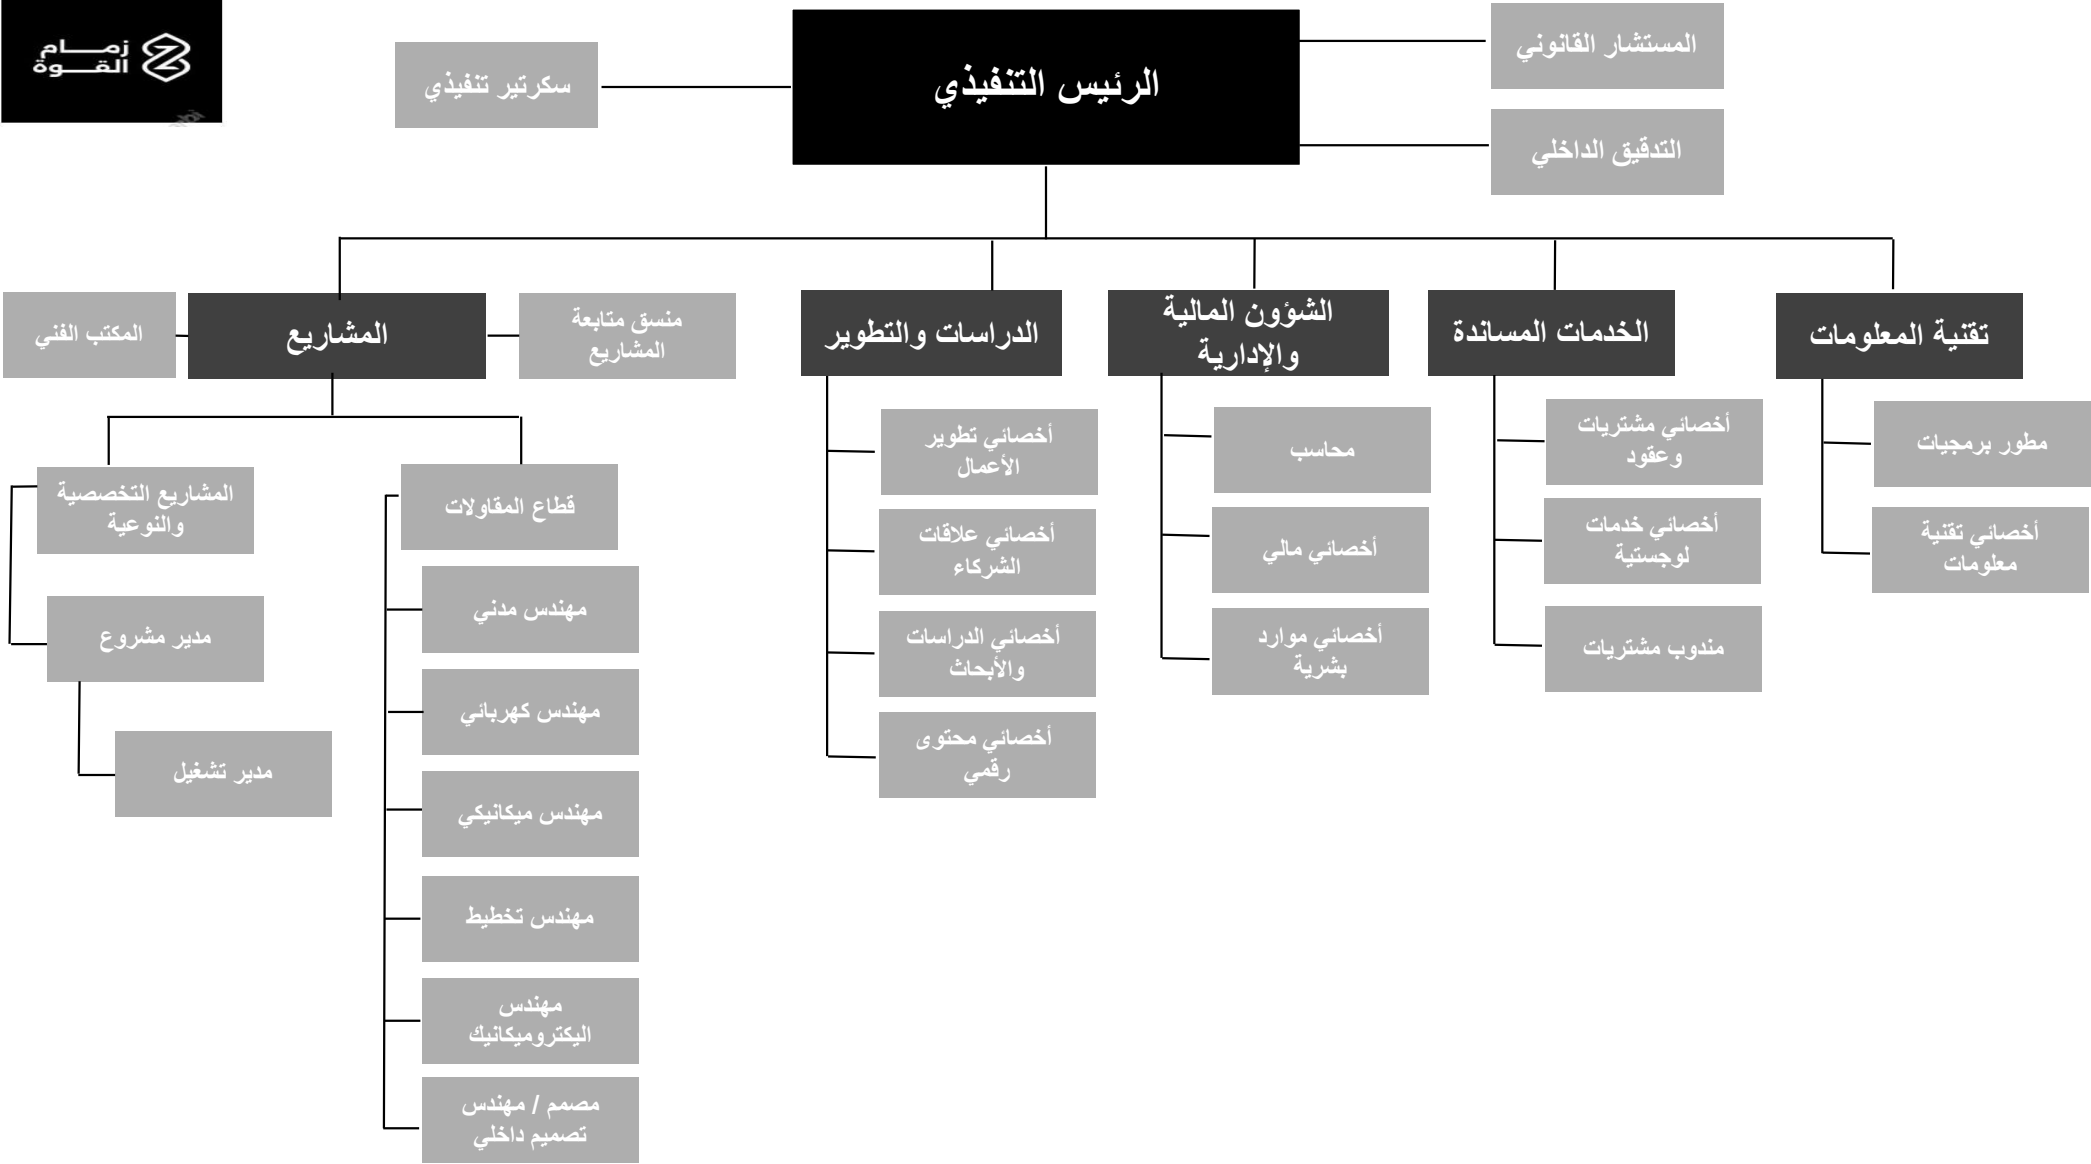 زمام
القوة
الرئيس التنفيذي
المستشار القانوني
التدقيق الداخلي
سكرتير تنفيذي
تقنية المعلومات
مطور برمجيات
أخصائي تقنية
معلومات
الخدمات المساندة
أخصائي مشتريات
وعقود
أخصائي خدمات
لوجستية
مندوب مشتريات
الشؤون المالية
والإدارية
محاسب
أخصائي مالي
أخصائي موارد
بشرية
الدراسات والتطوير
أخصائي تطوير
الأعمال
أخصائي علاقات
الشركاء
أخصائي الدراسات
والأبحاث
أخصائي محتوى
رقمي
منسق متابعة
المشاريع
المشاريع
المكتب الفني
قطاع المقاولات
مهندس مدني
مهندس كهربائي
مهندس ميكانيكي
مهندس تخطيط
مهندس
اليكتروميكانيك
مصمم / مهندس
تصميم داخلي
المشاريع التخصصية
والنوعية
مدير مشروع
مدير تشغيل